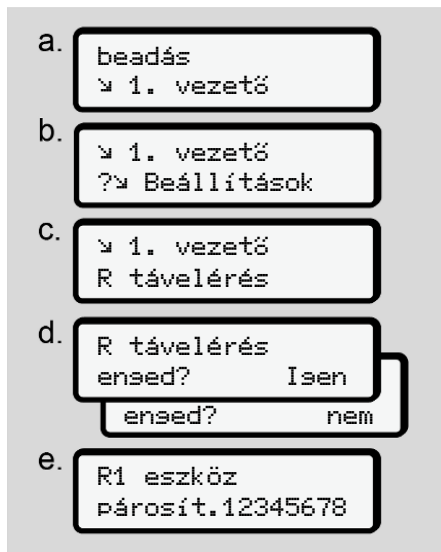 a.
beadás
↘ 1. vezető
b.
↘ 1. vezető
?↘ Beállítások
c.
↘ 1. vezető
R távelérés
d.
R távelérés
enged? Igen
enged? nem
e.
R1 eszköz
párosít.12345678